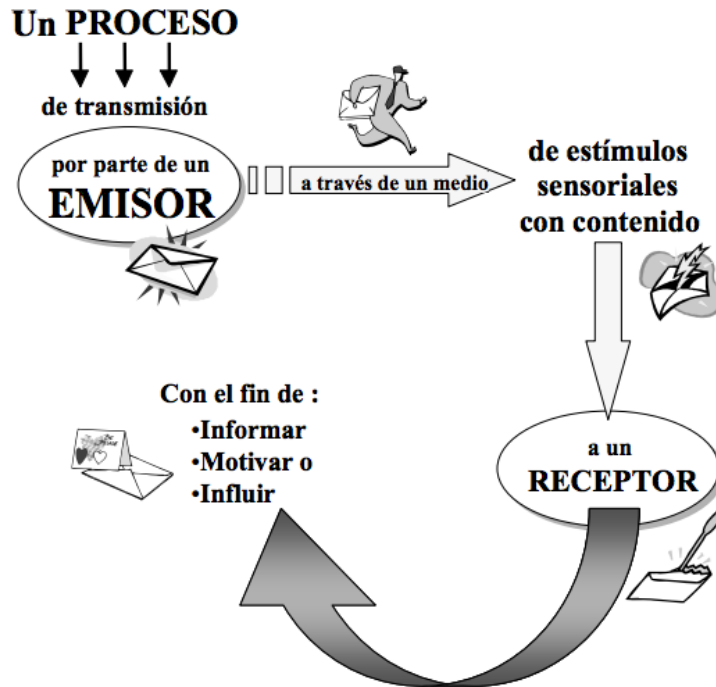 Un PROCESO
de transmisión
por parte de un
EMISOR
a través de un medio
de estímulos
sensoriales
con contenido
a un
RECEPTOR
Con el fin de :
•Informar
•Motivar o
•Influir